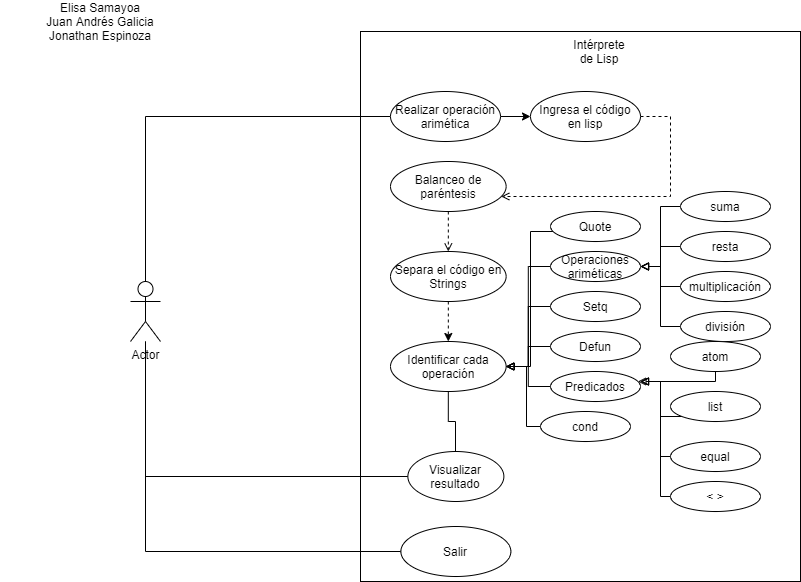 Elisa Samayoa
Juan Andrés Galicia
Jonathan Espinoza
Intérprete
de Lisp
Realizar operación
arimética
Ingresa el código
en lisp
Balanceo de
paréntesis
Separa el código en
Strings
Identificar cada
operación
Quote
Operaciones
ariméticas
Setq
Defun
Predicados
cond
suma
resta
multiplicación
división
atom
list
equal
< >
Actor
Visualizar
resultado
Salir